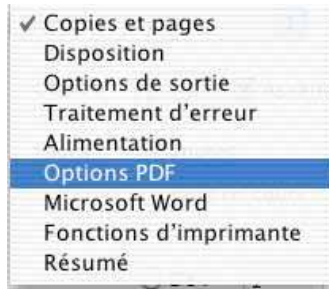 ✓ Copies et pages
Disposition
Options de sortie
Traitement d'erreur
Alimentation
Options PDF
Microsoft Word
Fonctions d'imprimante
Résumé